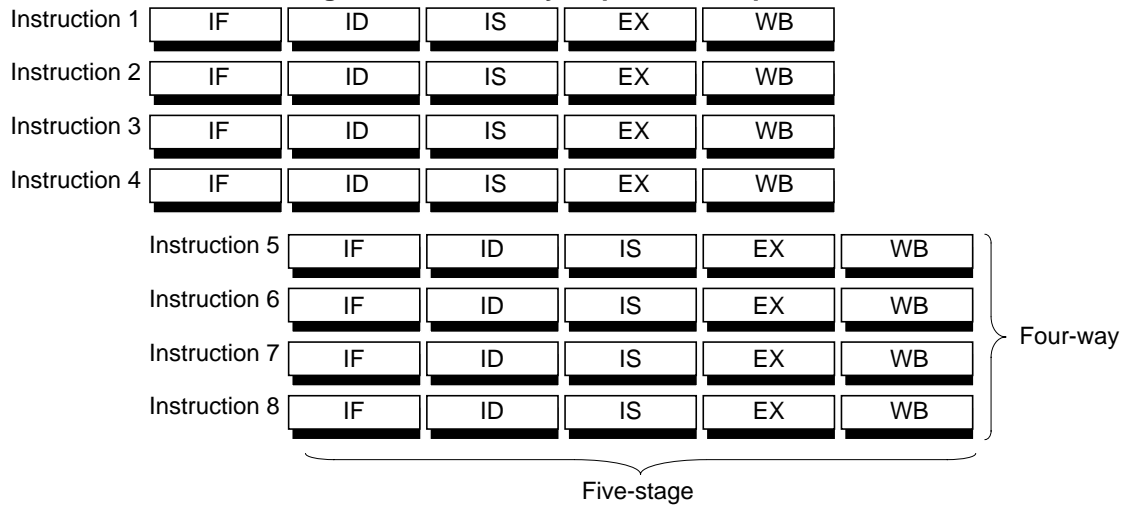 Instruction 1 IF ID IS EX WB
Instruction 2 IF ID IS EX WB
Instruction 3 IF ID IS EX WB
Instruction 4 IF ID IS EX WB
Instruction 5 IF ID IS EX WB
Instruction 6 IF ID IS EX WB
Instruction 7 IF ID IS EX WB
Instruction 8 IF ID IS EX WB
Four-way
Five-stage